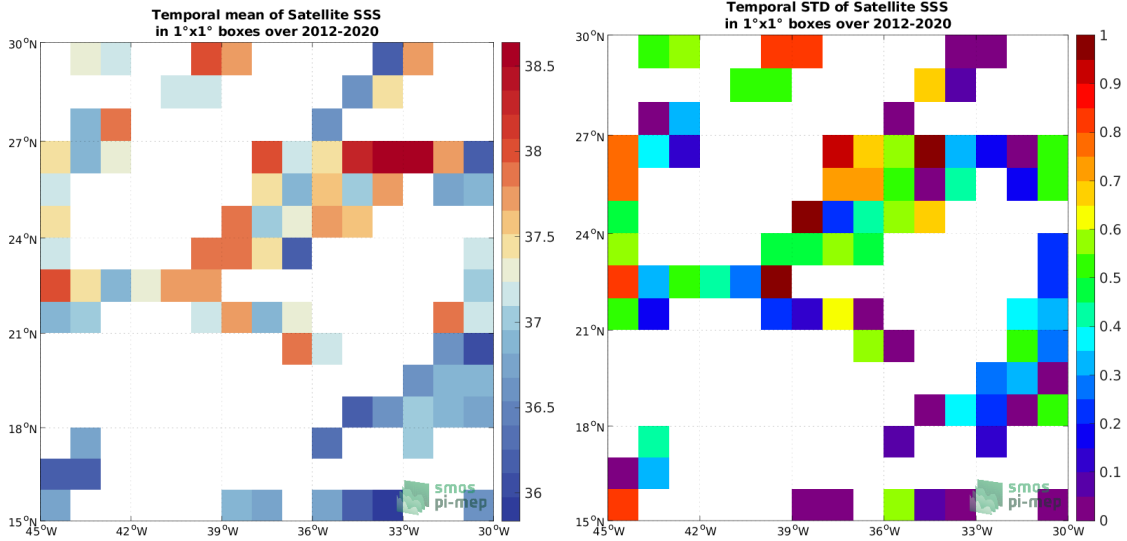 Temporal mean of Satellite SSS
in 1°x1° boxes over 2012-2020
30°N
27°N
24°N
21°N
18°N
15°N
45°W
42°W
39°W
36°W
33°W
30°W
38.5
38
37.5
37
36.5
36
smos
pi-mep
Temporal STD of Satellite SSS
in 1°x1° boxes over 2012-2020
30°N
27°N
24°N
21°N
18°N
15°N
45°W
42°W
39°W
36°W
33°W
30°W
1
0.9
0.8
0.7
0.6
0.5
0.4
0.3
0.2
0.1
0
smos
pi-mep